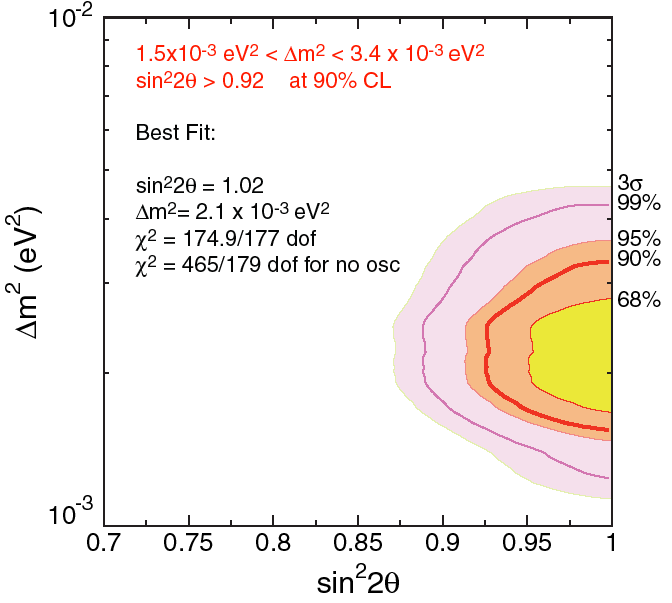 10⁻²
1.5x10⁻³ eV² < Δm² < 3.4 x 10⁻³ eV²
sin²2θ > 0.92 at 90% CL
Best Fit:
sin²2θ = 1.02
Δm²= 2.1 x 10⁻³ eV²
χ² = 174.9/177 dof
χ² = 465/179 dof for no osc
3σ
99%
95%
90%
68%
Δm² (eV²)
10⁻³
0.7 0.75 0.8 0.85 0.9 0.95 1
sin²2θ